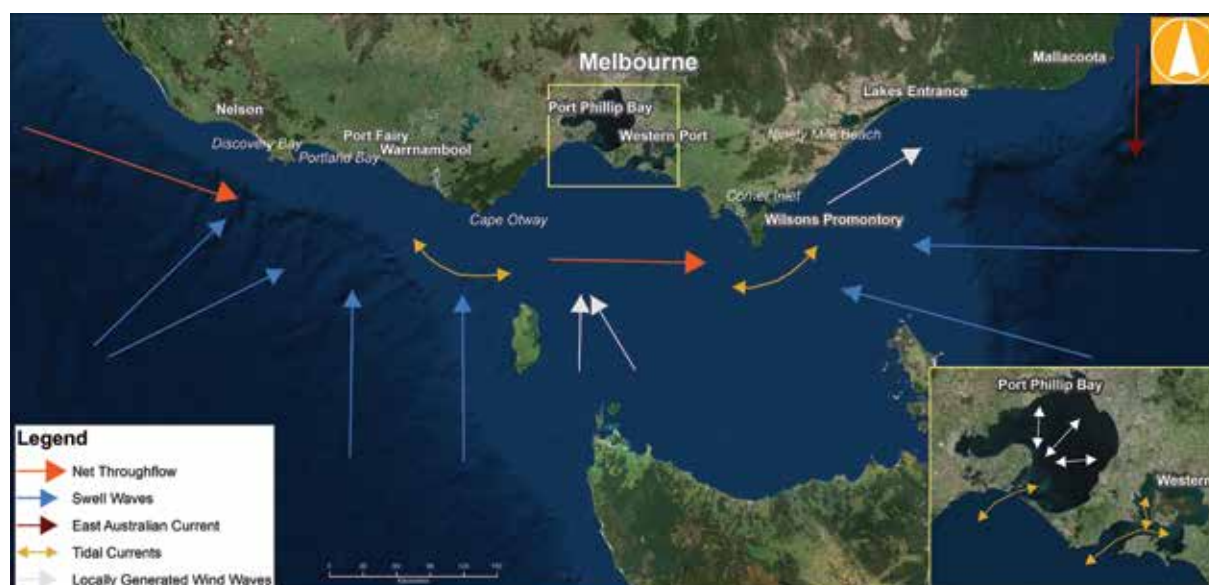 Melbourne
Mallacoota
Lakes Entrance
Port Phillip Bay
Nelson
Western Port
Ninety Mile Beach
Discovery Bay
Port Fairy
Portland Bay
Warrnambool
Corner Inlet
Cape Otway
Wilsons Promontory
Port Phillip Bay
Western
Legend
Net Throughflow
Swell Waves
East Australian Current
Tidal Currents
Locally Generated Wind Waves